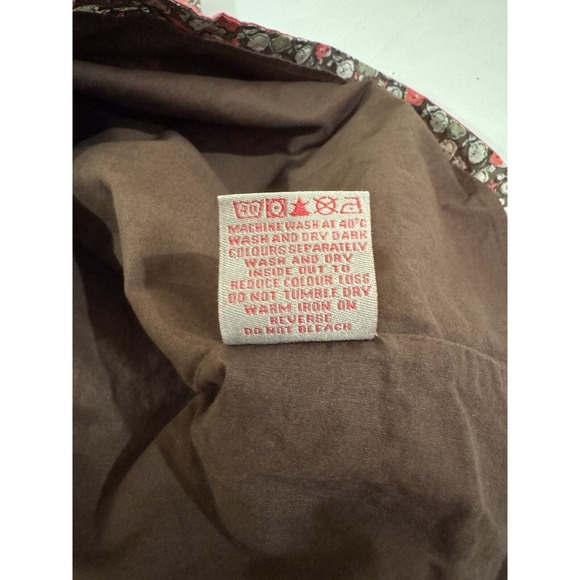 40
MACHINE WASH AT 40°C
WASH AND DRY DARK
COLOURS SEPARATELY
WASH AND DRY
INSIDE OUT TO
REDUCE COLOUR LOSS
DO NOT TUMBLE DRY
WARM IRON ON
REVERSE
DO NOT BLEACH